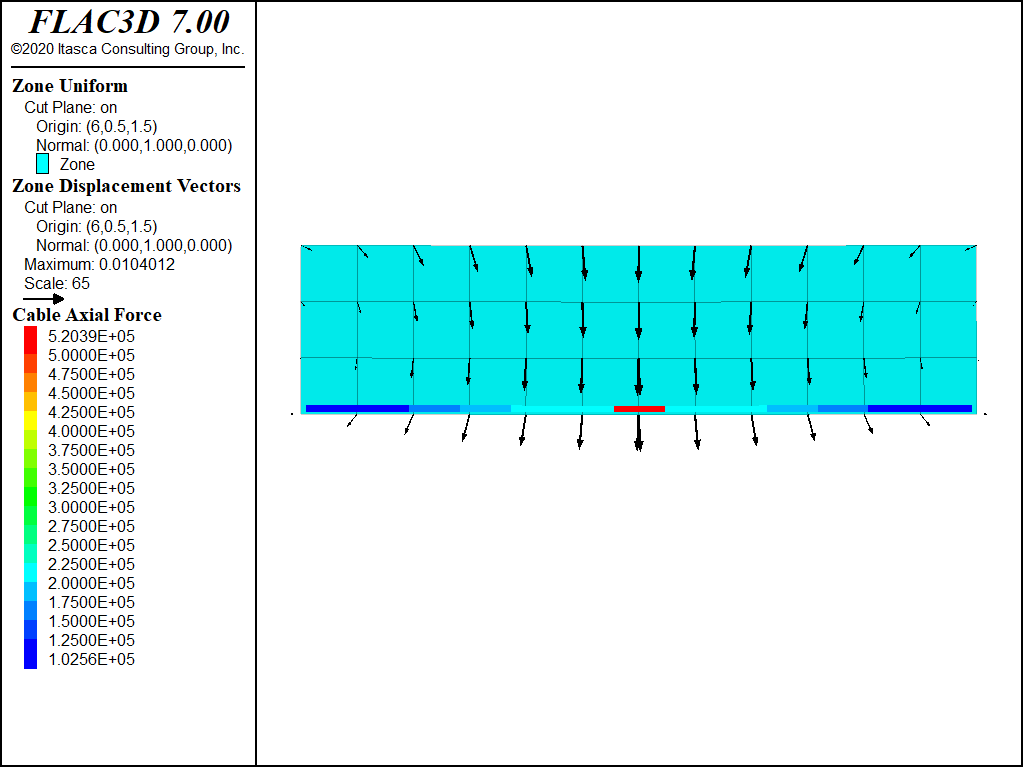 FLAC3D 7.00
©2020 Itasca Consulting Group, Inc.
Zone Uniform
Cut Plane: on
Origin: (6,0.5,1.5)
Normal: (0.000,1.000,0.000)
Zone
Zone Displacement Vectors
Cut Plane: on
Origin: (6,0.5,1.5)
Normal: (0.000,1.000,0.000)
Maximum: 0.0104012
Scale: 65
Cable Axial Force
5.2039E+05
5.0000E+05
4.7500E+05
4.5000E+05
4.2500E+05
4.0000E+05
3.7500E+05
3.5000E+05
3.2500E+05
3.0000E+05
2.7500E+05
2.5000E+05
2.2500E+05
2.0000E+05
1.7500E+05
1.5000E+05
1.2500E+05
1.0256E+05